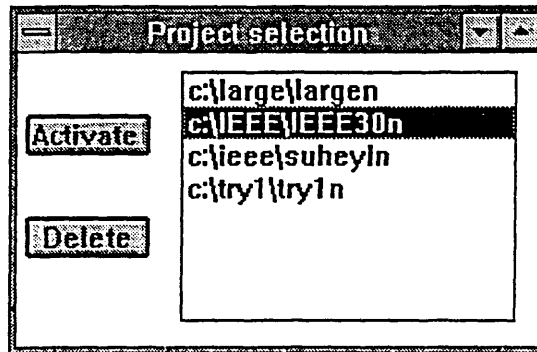 Project selection
c:\large\largen
Activate
c:\IEEE\IEEE30n
c:\ieee\suheyln
c:\try1\try1n
Delete